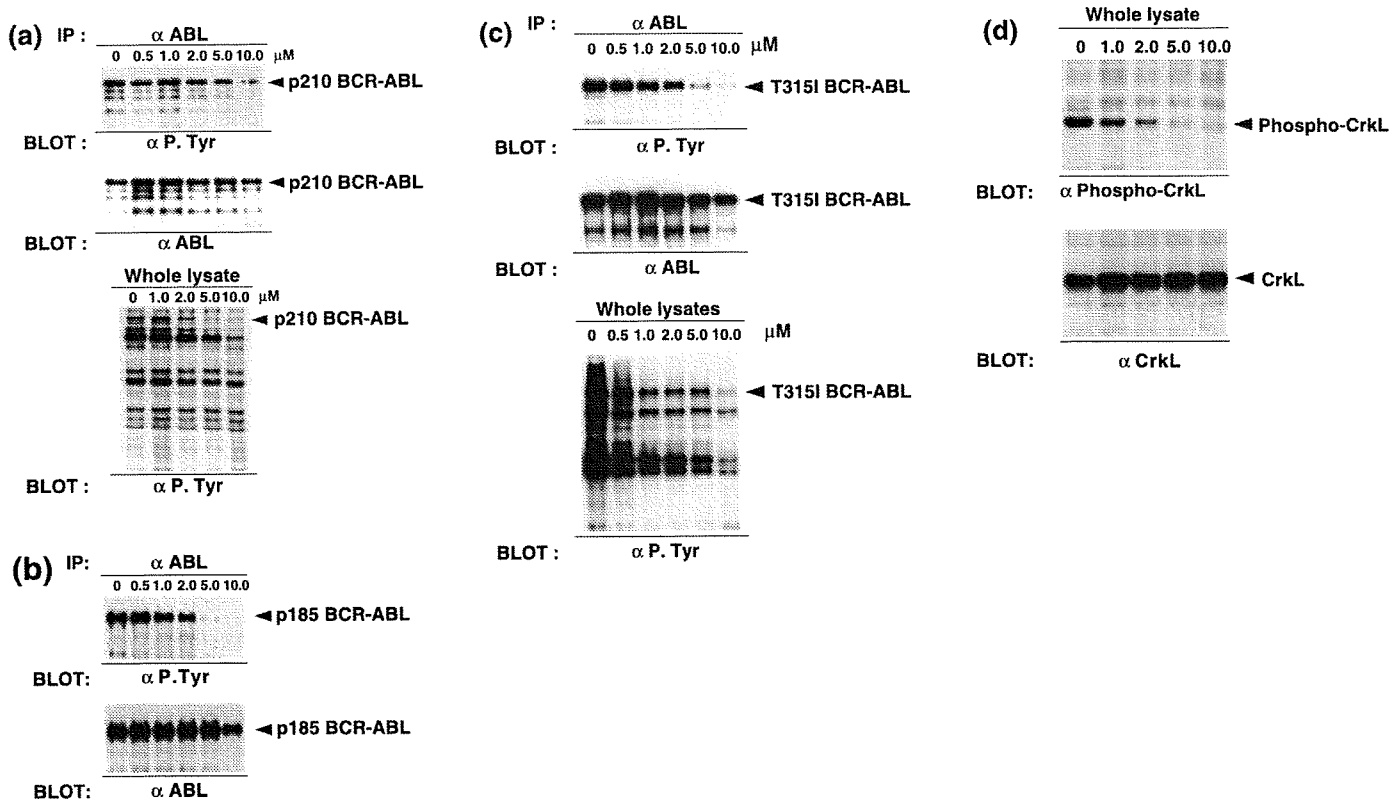 (a) IP : α ABL
0 0.5 1.0 2.0 5.0 10.0 μM
p210 BCR-ABL
BLOT : α P. Tyr
p210 BCR-ABL
BLOT : α ABL
Whole lysate
0 1.0 2.0 5.0 10.0 μM
p210 BCR-ABL
BLOT : α P. Tyr
(b) IP: α ABL
0 0.5 1.0 2.0 5.0 10.0
p185 BCR-ABL
BLOT: α P.Tyr
p185 BCR-ABL
BLOT: α ABL
(c) IP : α ABL
0 0.5 1.0 2.0 5.0 10.0 μM
T315I BCR-ABL
BLOT : α P. Tyr
T315I BCR-ABL
BLOT : α ABL
Whole lysates
0 0.5 1.0 2.0 5.0 10.0 μM
T315I BCR-ABL
BLOT : α P. Tyr
(d) Whole lysate
0 1.0 2.0 5.0 10.0
Phospho-CrkL
BLOT: α Phospho-CrkL
CrkL
BLOT: α CrkL